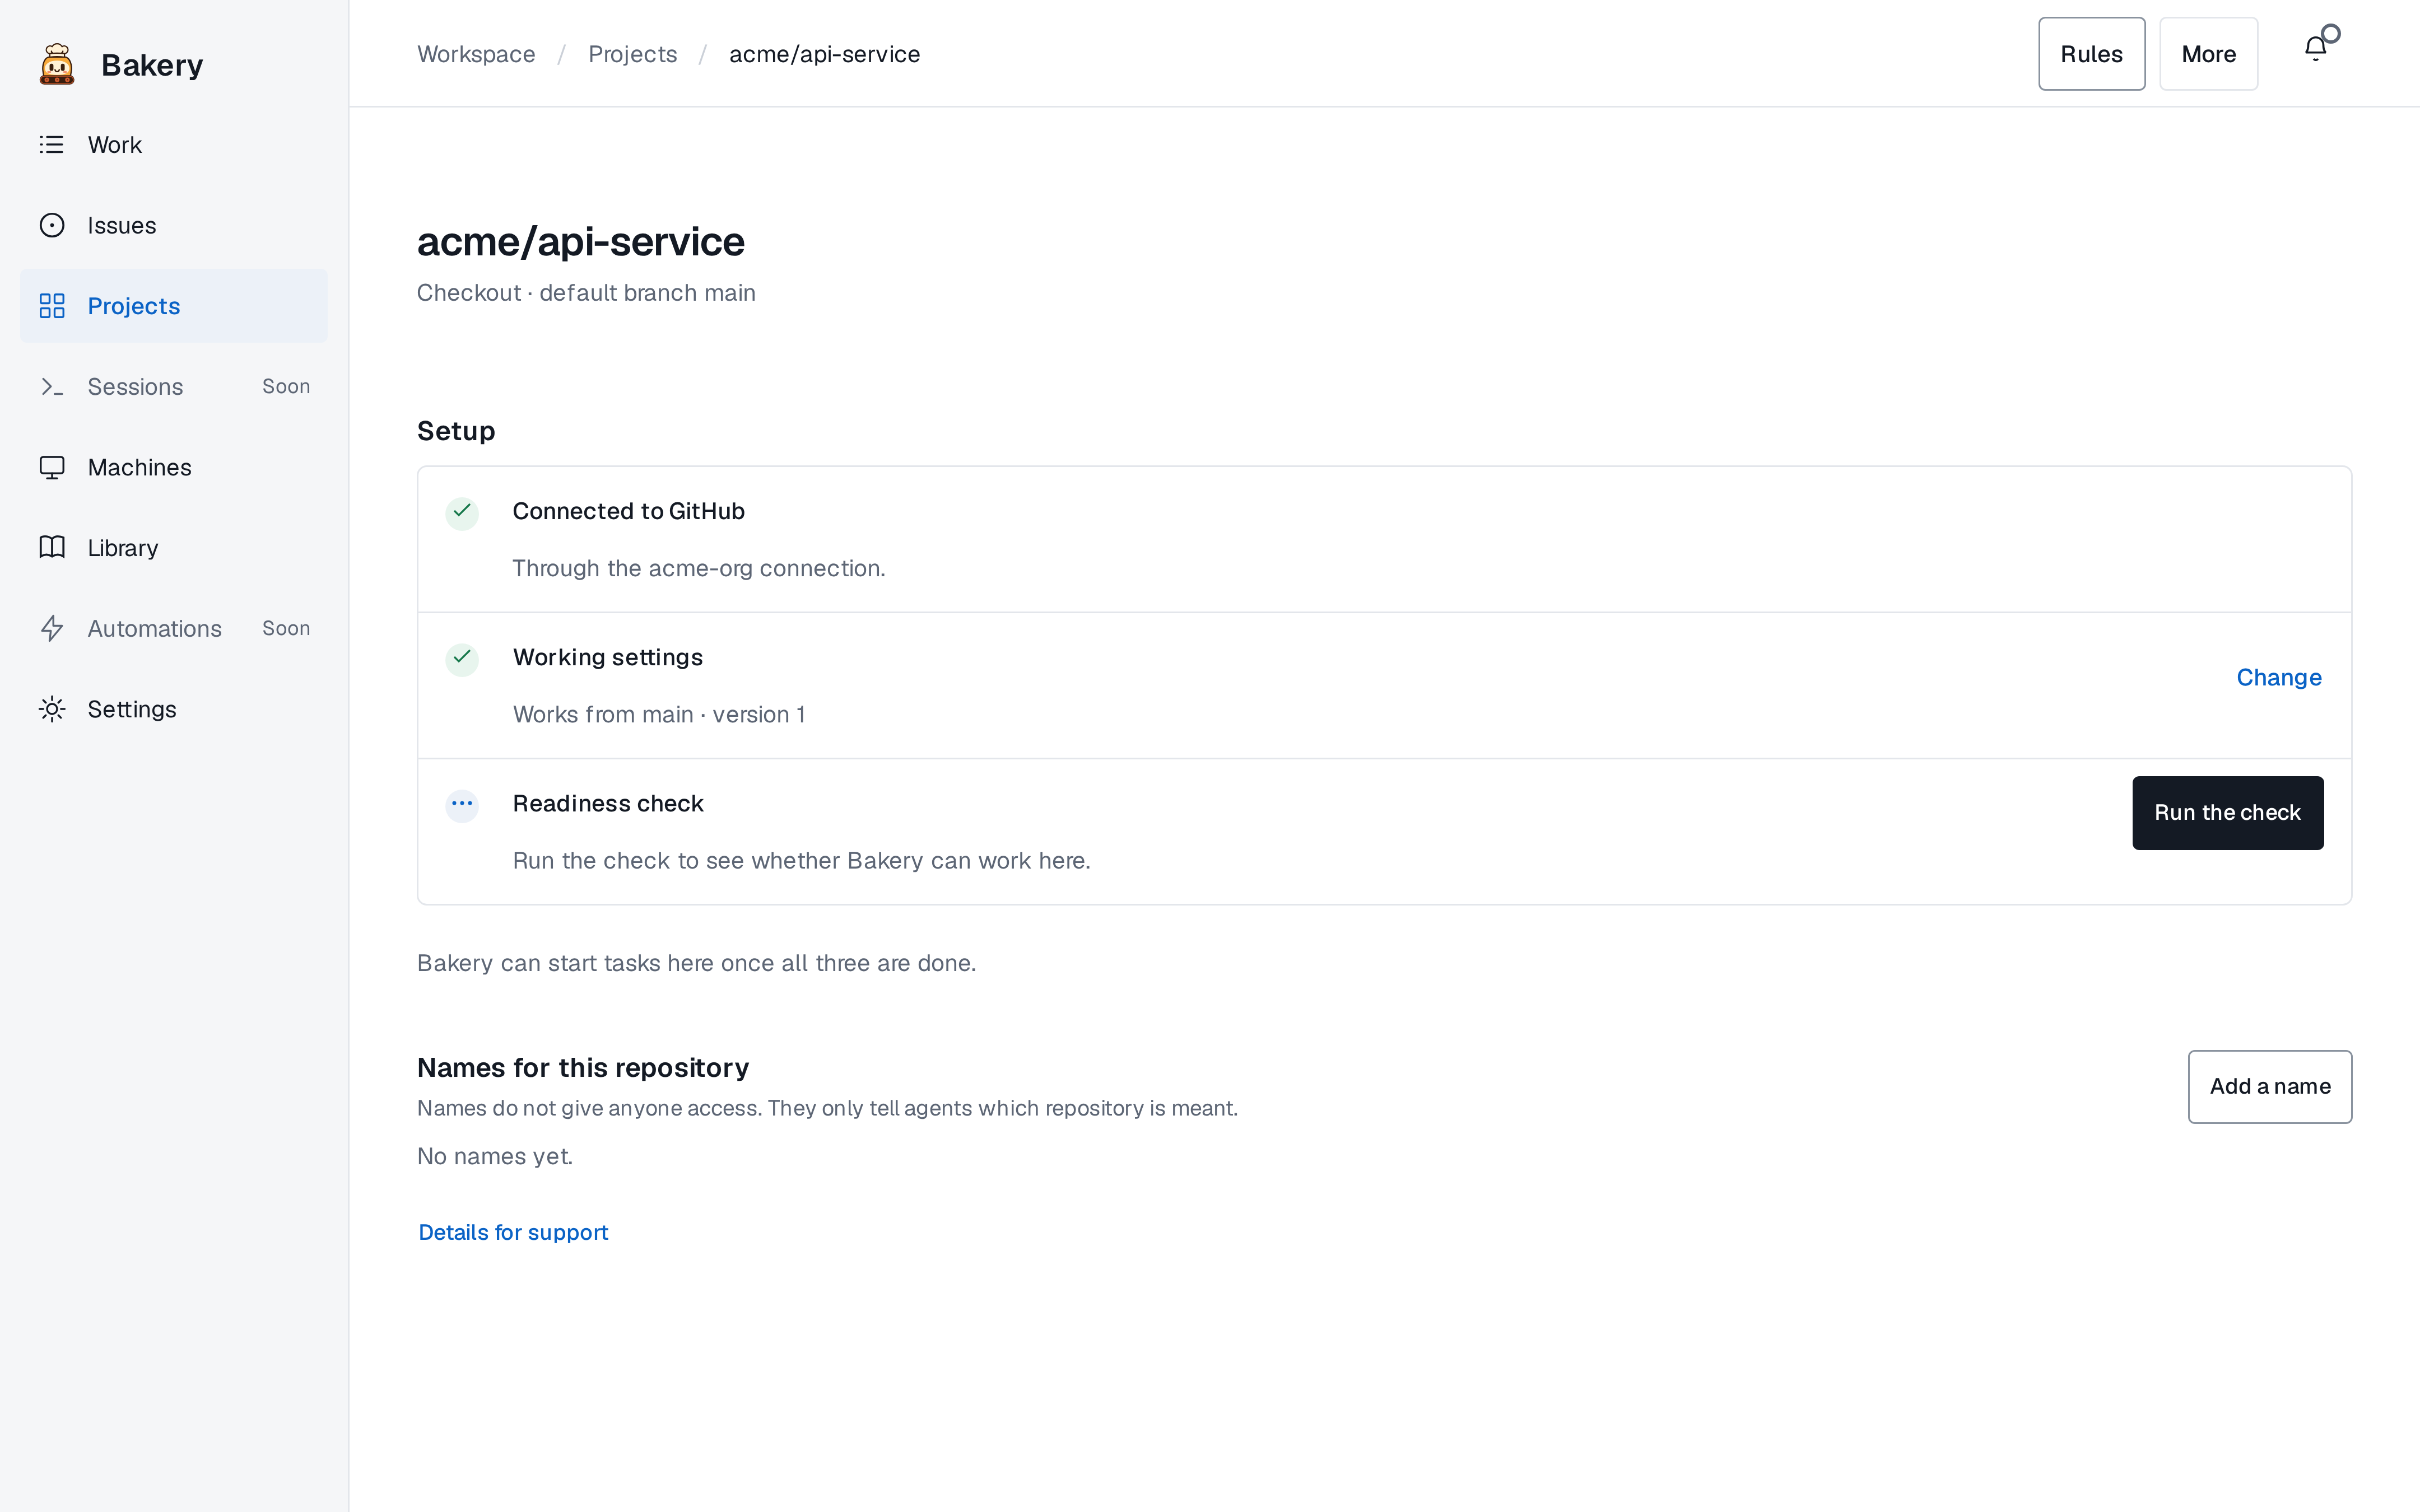 Bakery
Work
Issues
Projects
Sessions Soon
Machines
Library
Automations Soon
Settings
Workspace / Projects / acme/api-service
Rules
More
acme/api-service
Checkout · default branch main
Setup
Connected to GitHub
Through the acme-org connection.
Working settings
Works from main · version 1
Change
Readiness check
Run the check to see whether Bakery can work here.
Run the check
Bakery can start tasks here once all three are done.
Names for this repository
Names do not give anyone access. They only tell agents which repository is meant.
Add a name
No names yet.
Details for support